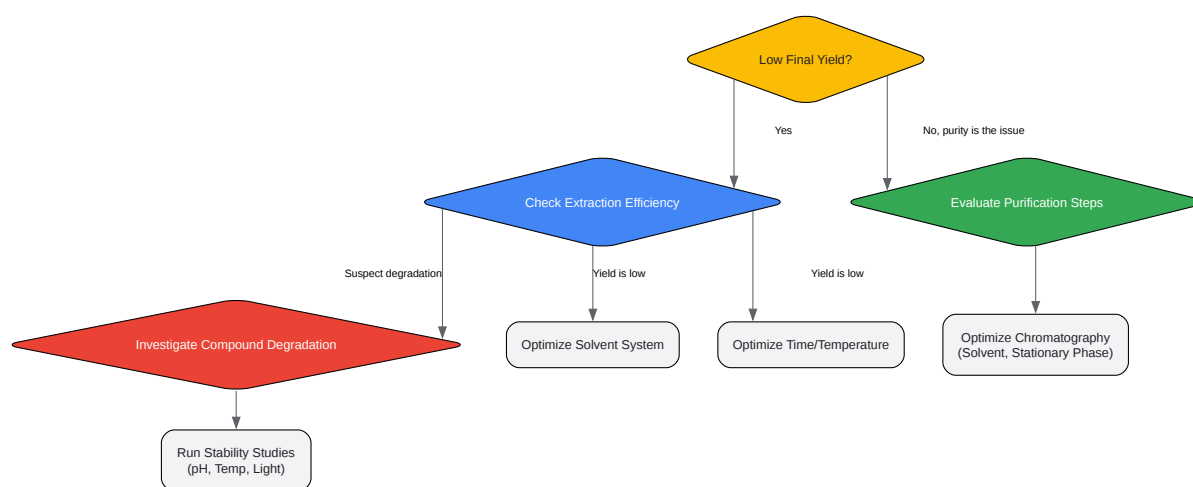 Low Final Yield?
Yes
No, purity is the issue
Check Extraction Efficiency
Evaluate Purification Steps
Suspect degradation
Yield is low
Yield is low
Investigate Compound Degradation
Optimize Solvent System
Optimize Time/Temperature
Optimize Chromatography
(Solvent, Stationary Phase)
Run Stability Studies
(pH, Temp, Light)